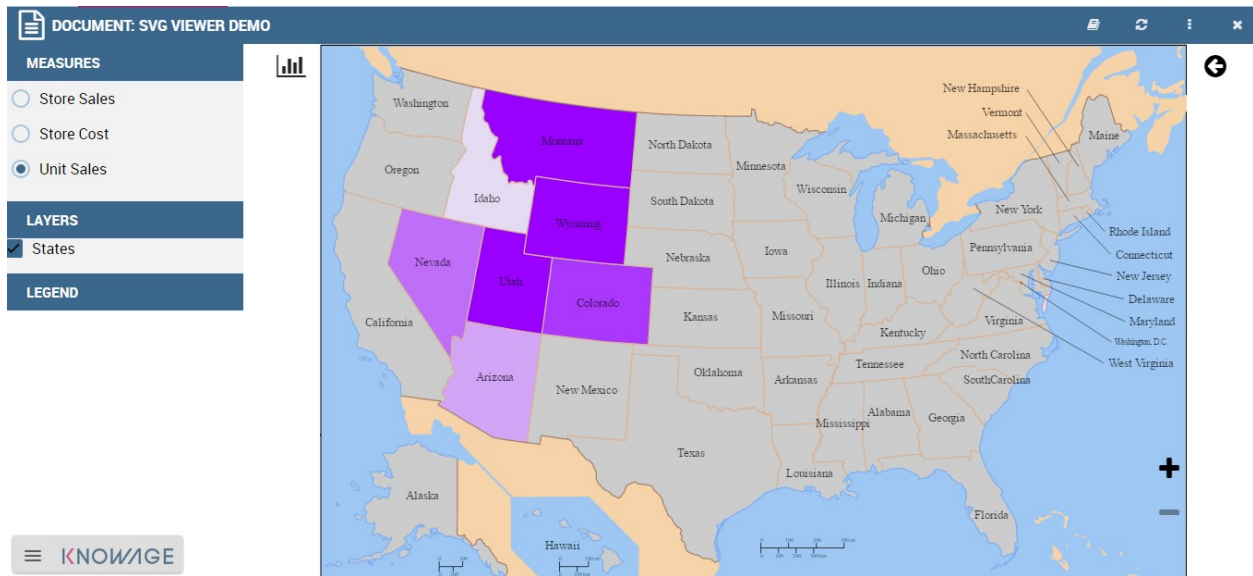 DOCUMENT: SVG VIEWER DEMO
MEASURES
Store Sales
Store Cost
Unit Sales
LAYERS
States
LEGEND
KNOWAGE
Washington
Montana
North Dakota
Minnesota
New Hampshire
Vermont
Massachusetts
Maine
Oregon
Idaho
Wyoming
South Dakota
Wisconsin
Michigan
New York
Rhode Island
Connecticut
New Jersey
Delaware
Maryland
Washington, D.C.
West Virginia
Nevada
Utah
Colorado
Nebraska
Iowa
Illinois
Indiana
Ohio
Pennsylvania
California
Kansas
Missouri
Kentucky
Virginia
Arizona
New Mexico
Oklahoma
Arkansas
Tennessee
North Carolina
SouthCarolina
Texas
Louisiana
Mississippi
Alabama
Georgia
Florida
Alaska
Hawaii